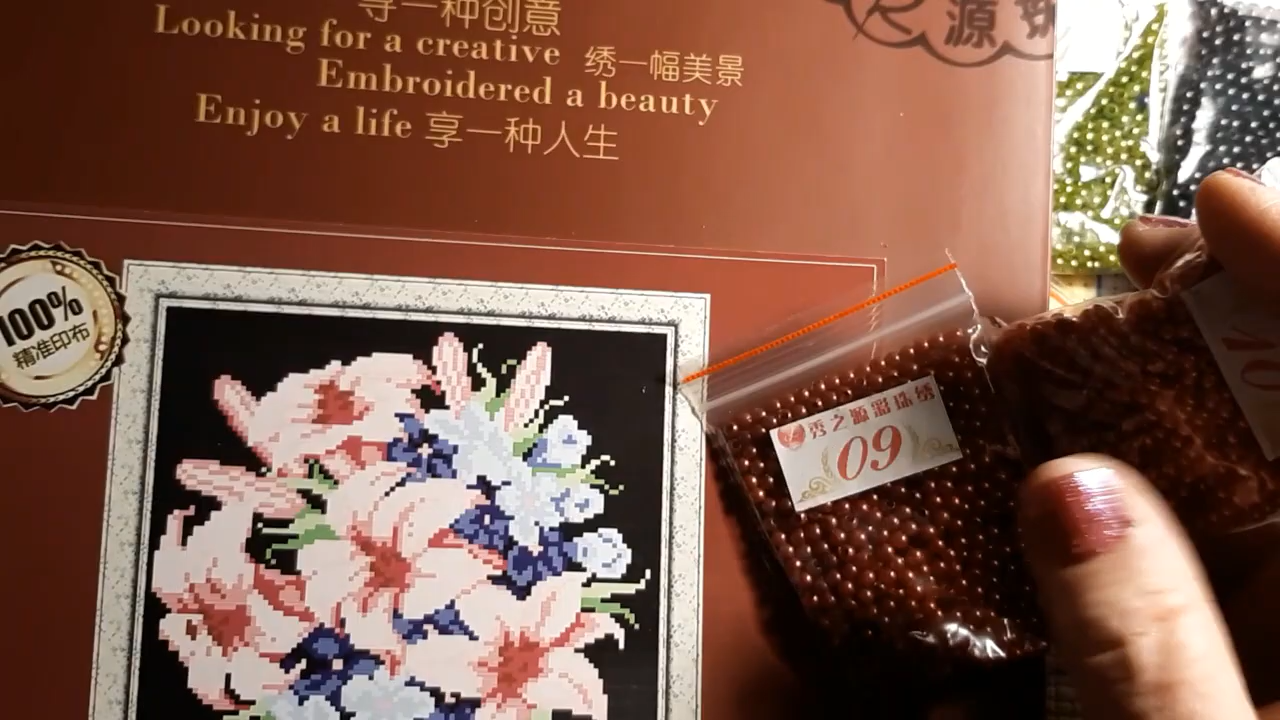 寻一种创意
Looking for a creative 绣一幅美景
Embroidered a beauty
Enjoy a life 享一种人生
源
100%
精准印布
秀之源彩珠绣
09